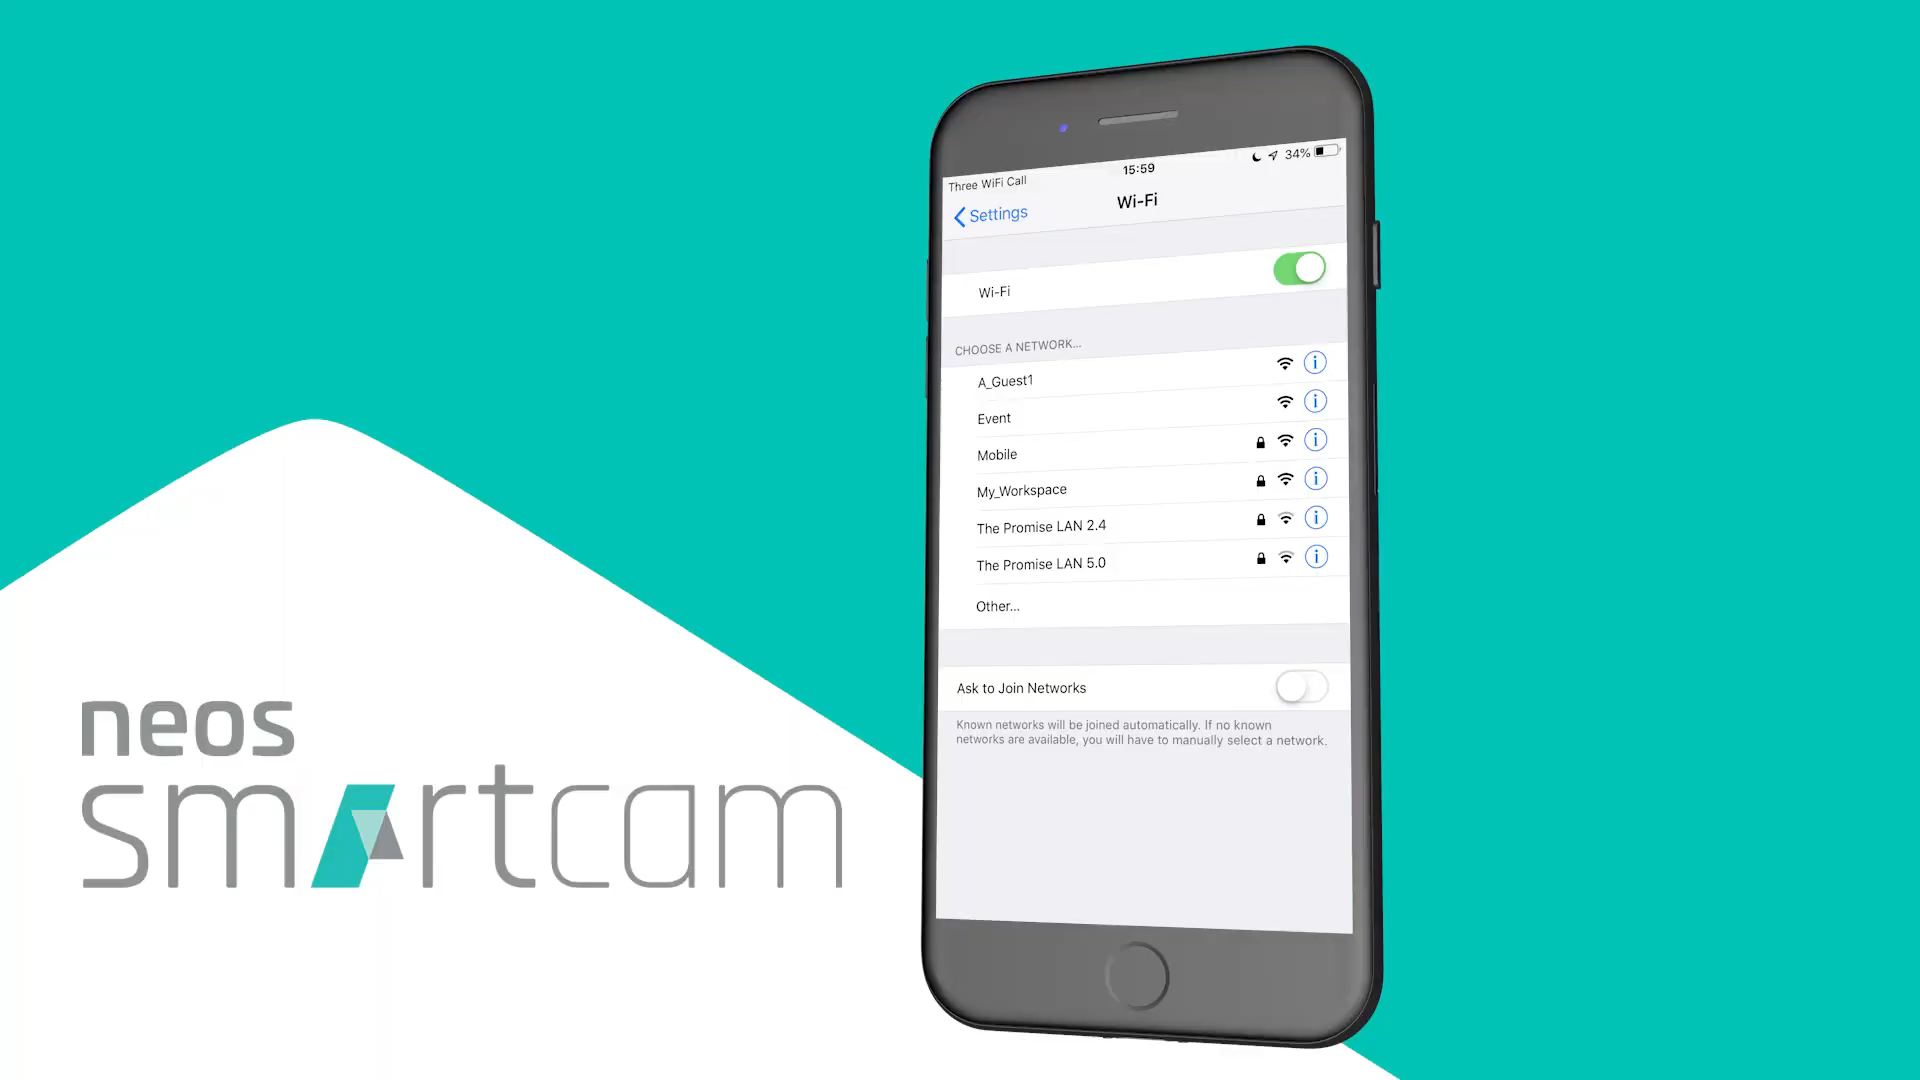 neos
smartcam
Three WiFi Call
15:59
34%
Settings
Wi-Fi
Wi-Fi
CHOOSE A NETWORK...
A_Guest1
Event
Mobile
My_Workspace
The Promise LAN 2.4
The Promise LAN 5.0
Other...
Ask to Join Networks
Known networks will be joined automatically. If no known
networks are available, you will have to manually select a network.